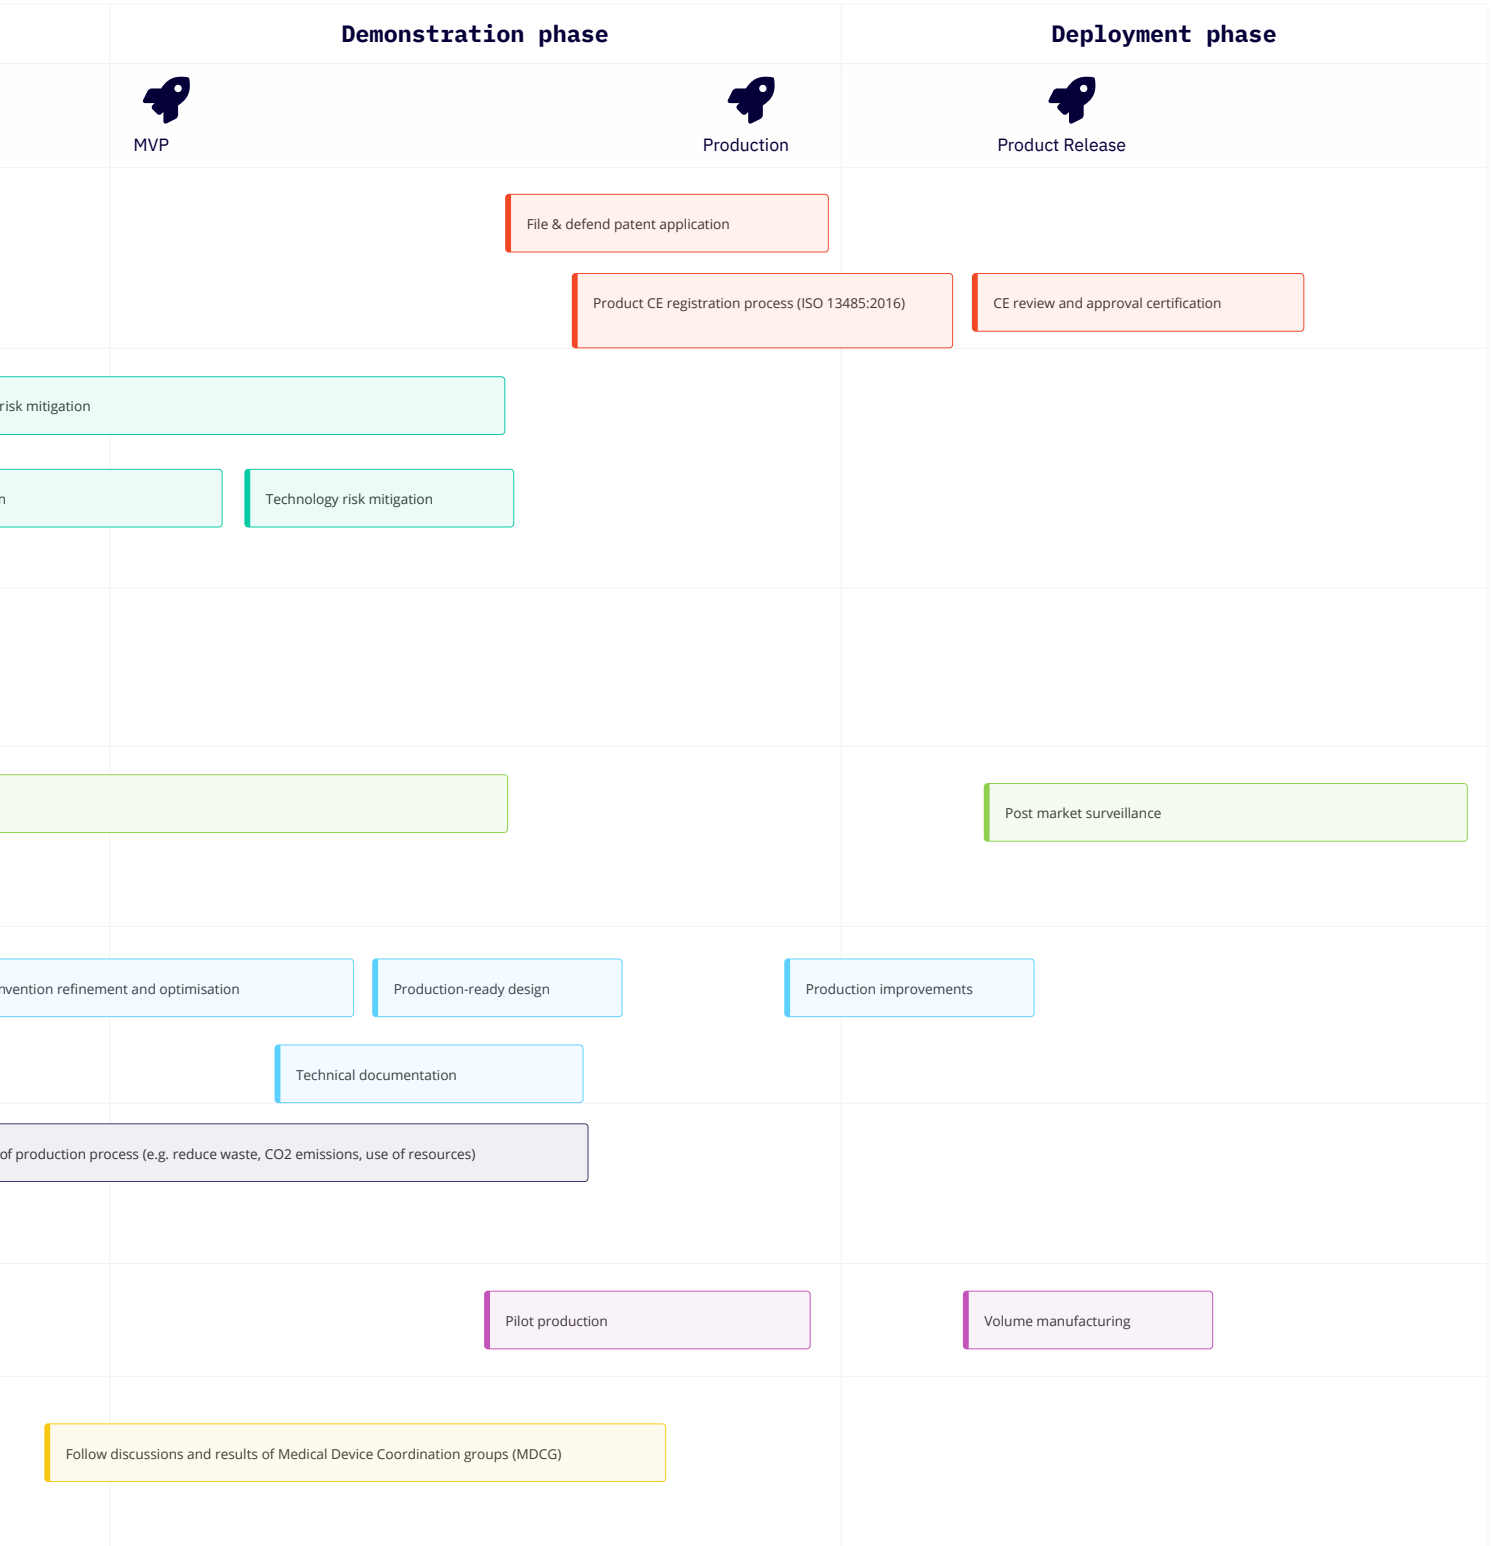 Demonstration phase
Deployment phase
MVP
Production
Product Release
File & defend patent application
Product CE registration process (ISO 13485:2016)
CE review and approval certification
risk mitigation
Technology risk mitigation
Post market surveillance
refinement and optimisation
Production-ready design
Production improvements
Technical documentation
of production process (e.g. reduce waste, CO2 emissions, use of resources)
Pilot production
Volume manufacturing
Follow discussions and results of Medical Device Coordination groups (MDCG)